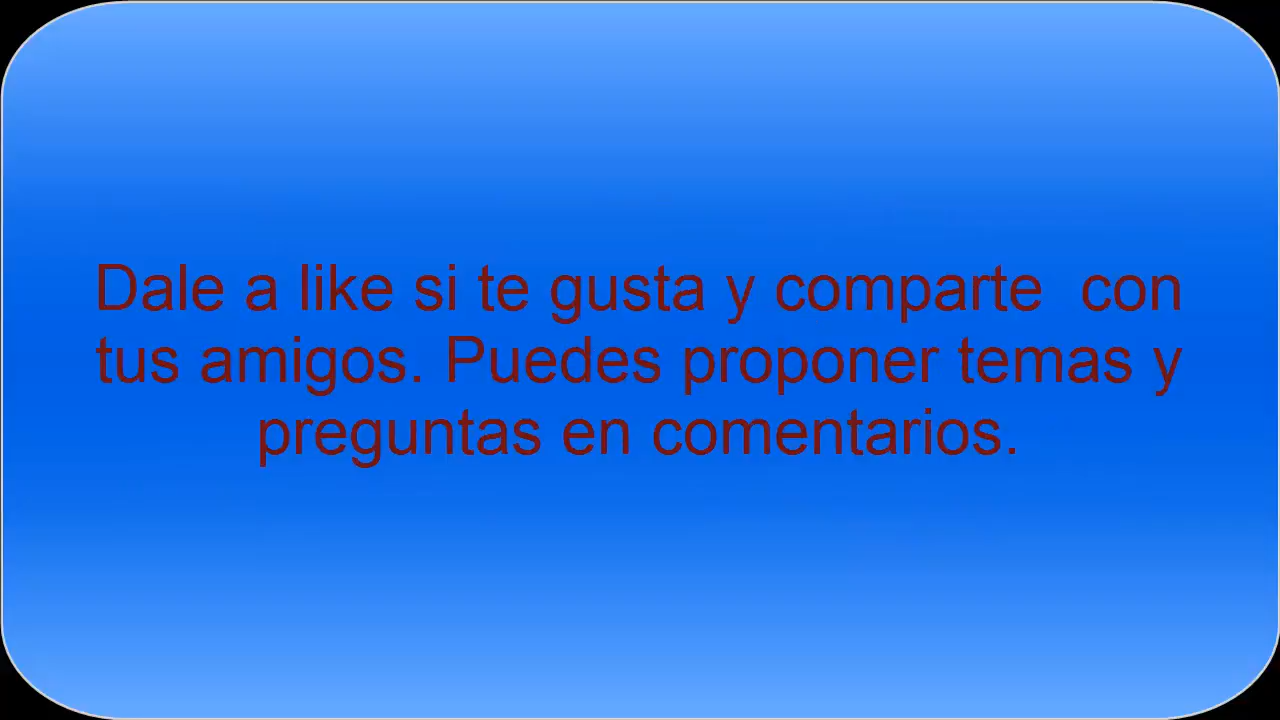 Dale a like si te gusta y comparte  con
tus amigos. Puedes proponer temas y
preguntas en comentarios.